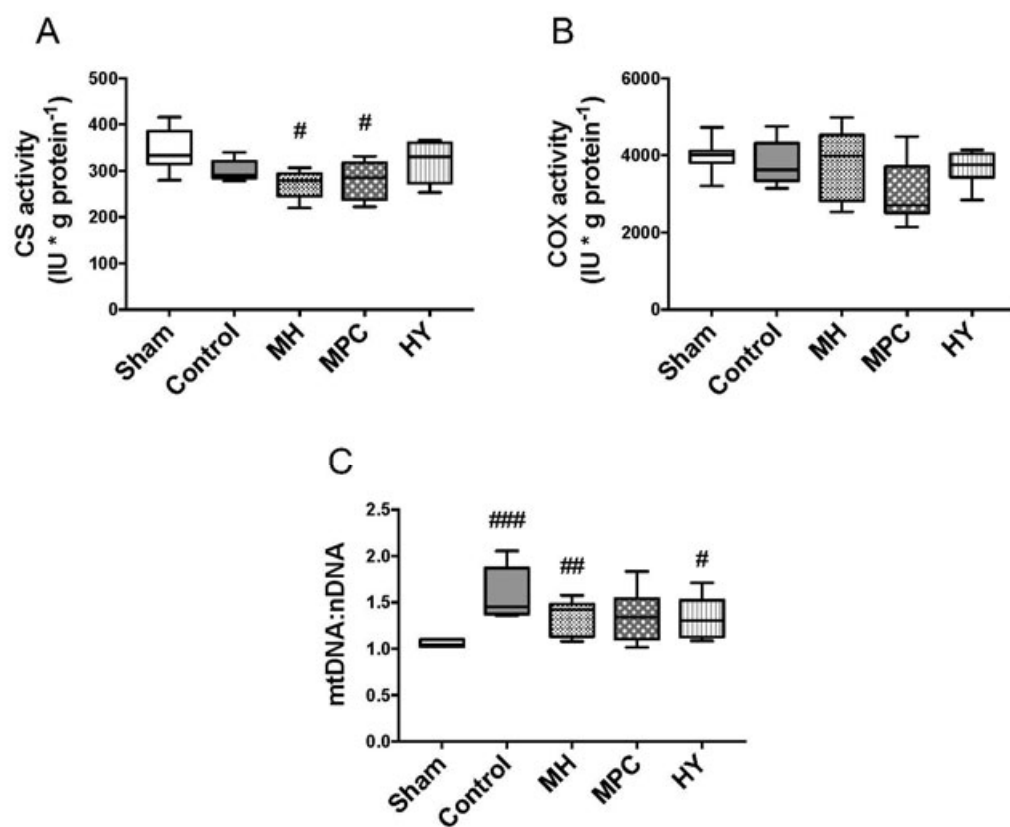 A
CS activity
(IU * g protein⁻¹)
500
400
300
200
100
0
# #
Sham Control MH MPC HY
B
COX activity
(IU * g protein⁻¹)
6000
4000
2000
0
Sham Control MH MPC HY
C
mtDNA:nDNA
2.5
2.0
1.5
1.0
0.5
0.0
### ## #
Sham Control MH MPC HY